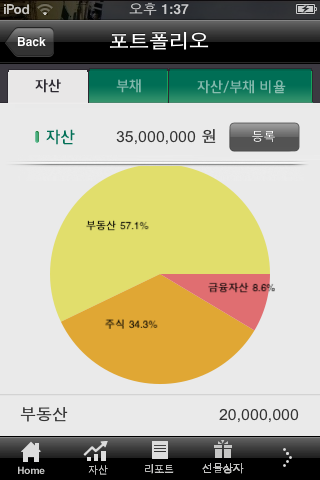 iPod 오후 1:37
Back 포트폴리오
자산 부채 자산/부채 비율
자산 35,000,000 원 등록
부동산 57.1%
금융자산 8.6%
주식 34.3%
부동산 20,000,000
Home 자산 리포트 선물상자